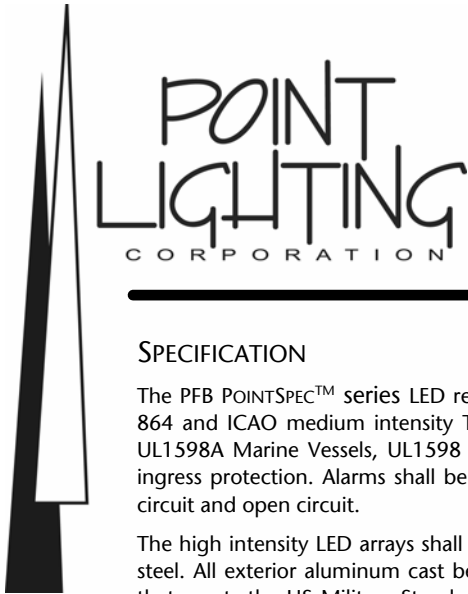 POINT
LIGHTING
CORPORATION
SPECIFICATION
The PFB POINTSPEC™ series LED re
864 and ICAO medium intensity T
UL1598A Marine Vessels, UL1598
ingress protection. Alarms shall be
circuit and open circuit.
The high intensity LED arrays shall
steel. All exterior aluminum cast be